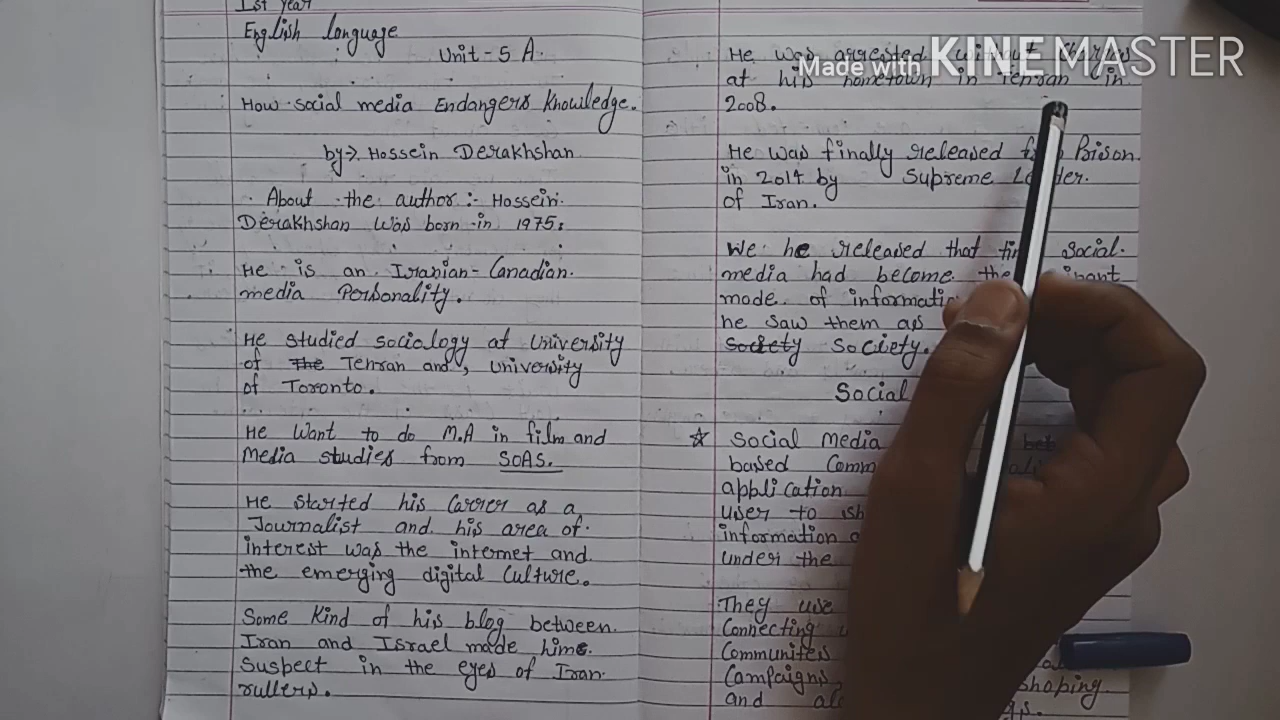 1st year
English language
Unit - 5 A.
How social media Endangers Knowledge.
by:> Hossein Derakhshan
About the author :- Hossein
Derakhshan was born in 1975.
He is an Iranian-Canadian
media Personality.
He studied sociology at University
of the Tehran and, University
of Toronto.
He want to do M.A in film and
Media studies from SOAS.
He started his Carrer as a
Journalist and his area of
interest was the internet and
the emerging digital Culture.
Some Kind of his blog between
Iran and Israel made him
Suspect in the eyes of Iran
rullers.
He was arrested without Charges
at his hometown in Tehran in
2008.
Made with KINEMASTER
He was finally released Prison
in 2014 by Supreme
of Iran.
We he released that Social
media had become the
mode of
he saw them as
Society Society.
Social
☆ Social Media
based
application
user to
information
under the
They use
Connecting
Communites
Campaigns, shaping
and